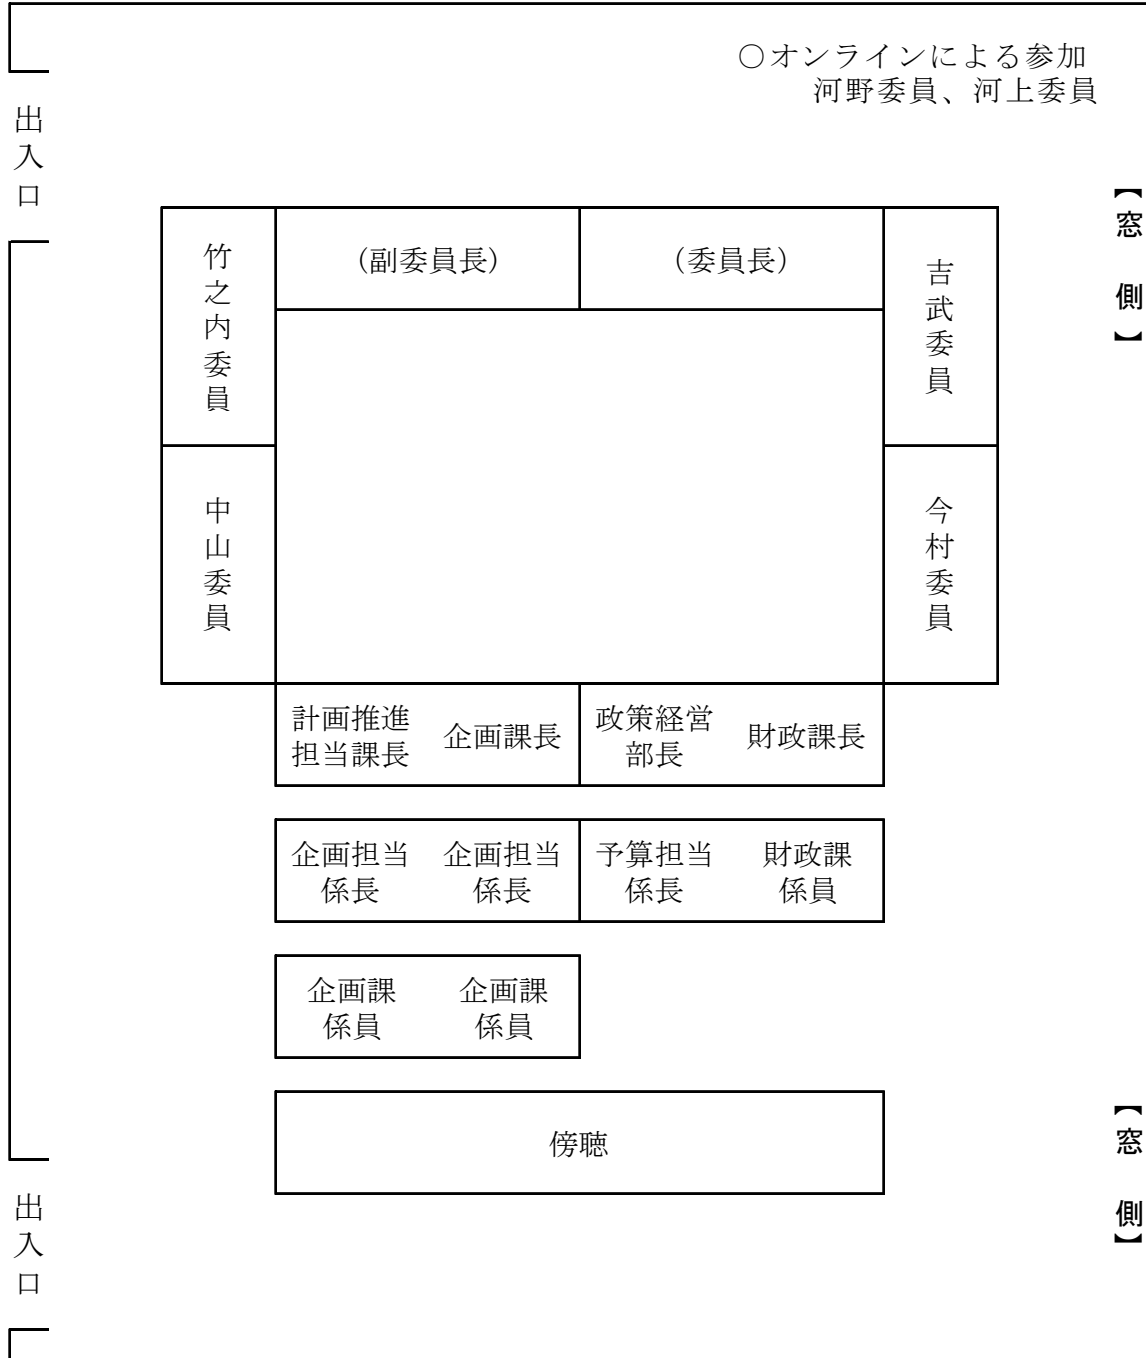 ○オンラインによる参加
河野委員、河上委員
出入口
【窓 側】
竹之内委員
(副委員長)
(委員長)
吉武委員
中山委員
今村委員
計画推進
担当課長
企画課長
政策経営
部長
財政課長
企画担当
係長
企画担当
係長
予算担当
係長
財政課
係員
企画課
係員
企画課
係員
傍聴
【窓 側】
出入口